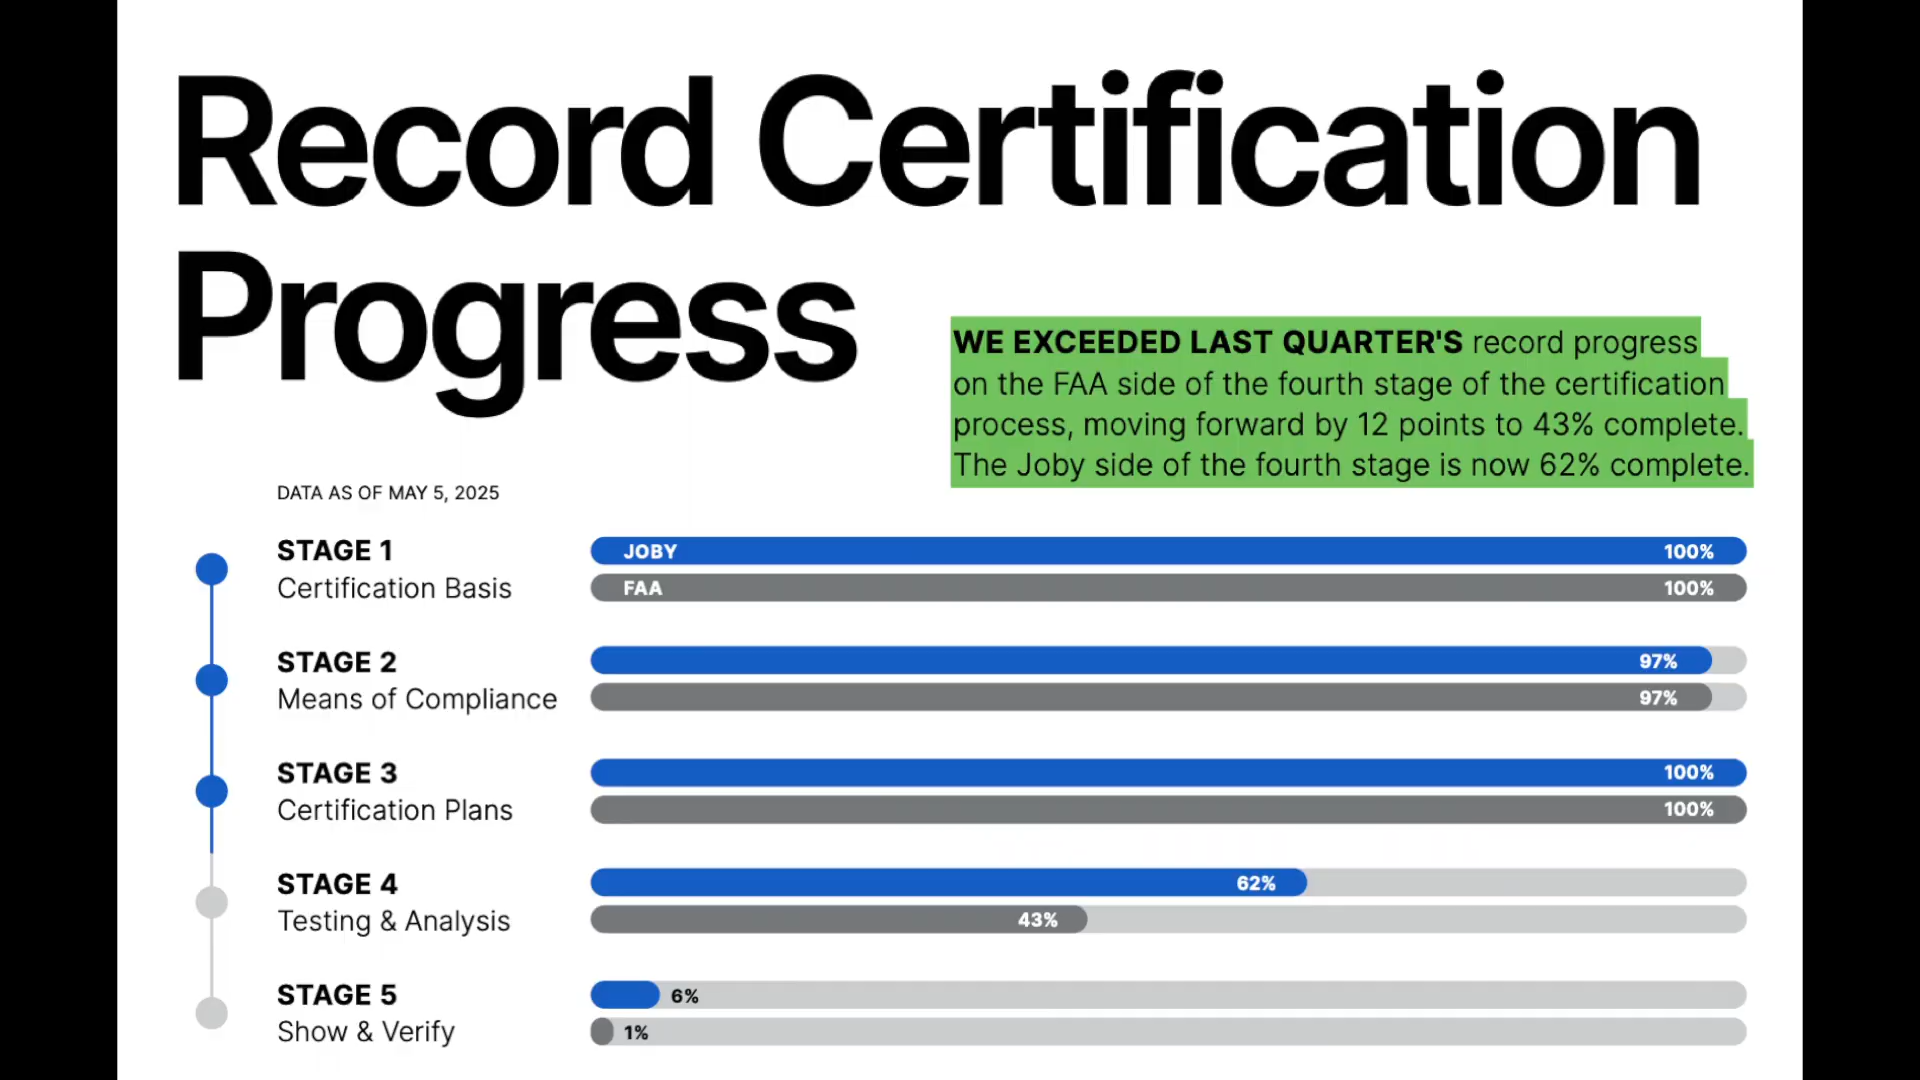 Record Certification
Progress
WE EXCEEDED LAST QUARTER'S record progress
on the FAA side of the fourth stage of the certification
process, moving forward by 12 points to 43% complete.
The Joby side of the fourth stage is now 62% complete.
DATA AS OF MAY 5, 2025
STAGE 1
Certification Basis
JOBY 100%
FAA 100%
STAGE 2
Means of Compliance
97%
97%
STAGE 3
Certification Plans
100%
100%
STAGE 4
Testing & Analysis
62%
43%
STAGE 5
Show & Verify
6%
1%